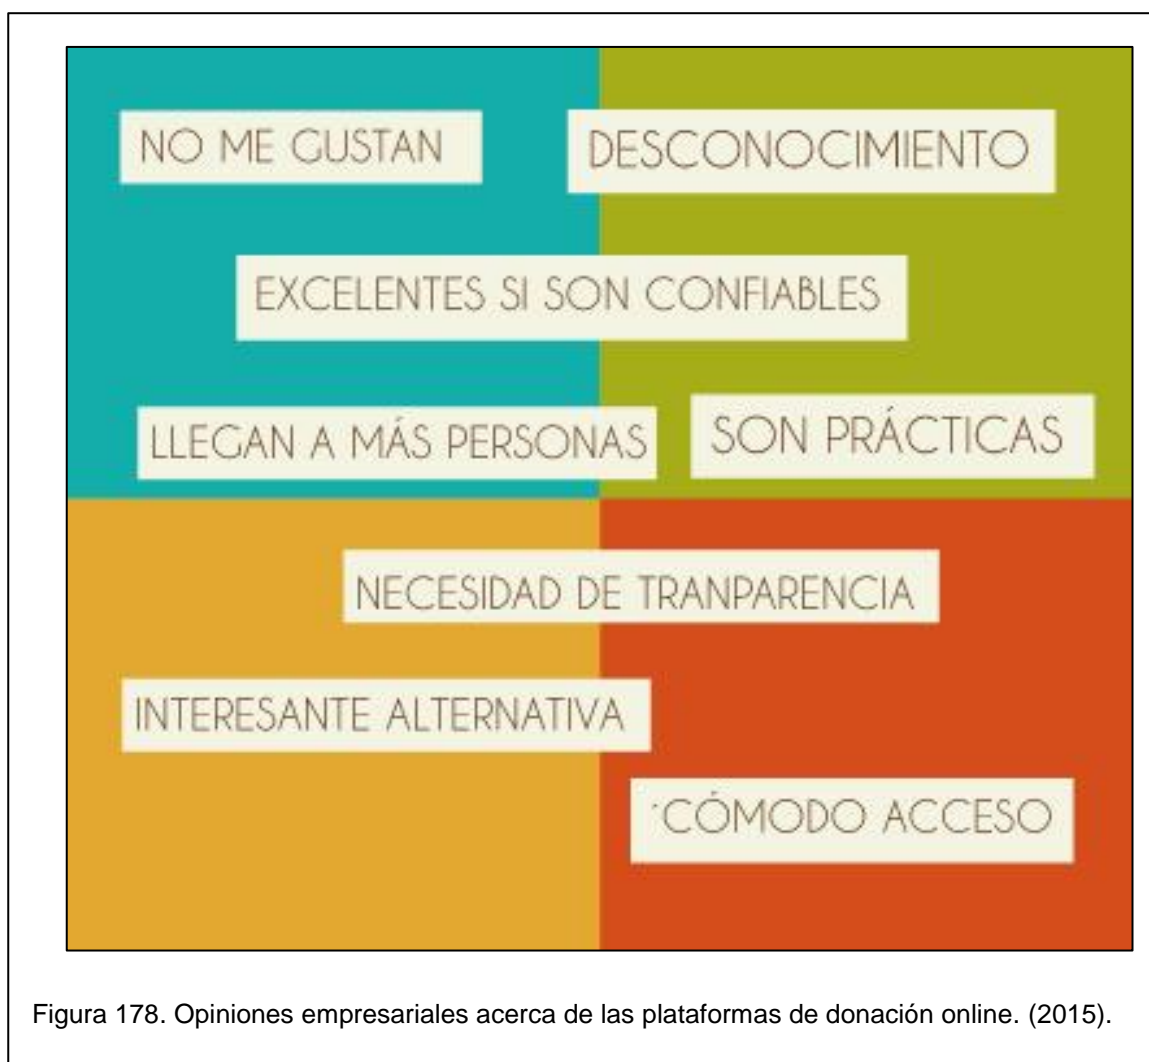 NO ME GUSTAN
DESCONOCIMIENTO
EXCELENTES SI SON CONFIABLES
LLEGAN A MÁS PERSONAS
SON PRÁCTICAS
NECESIDAD DE TRANPARENCIA
INTERESANTE ALTERNATIVA
´CÓMODO ACCESO
Figura 178. Opiniones empresariales acerca de las plataformas de donación online. (2015).